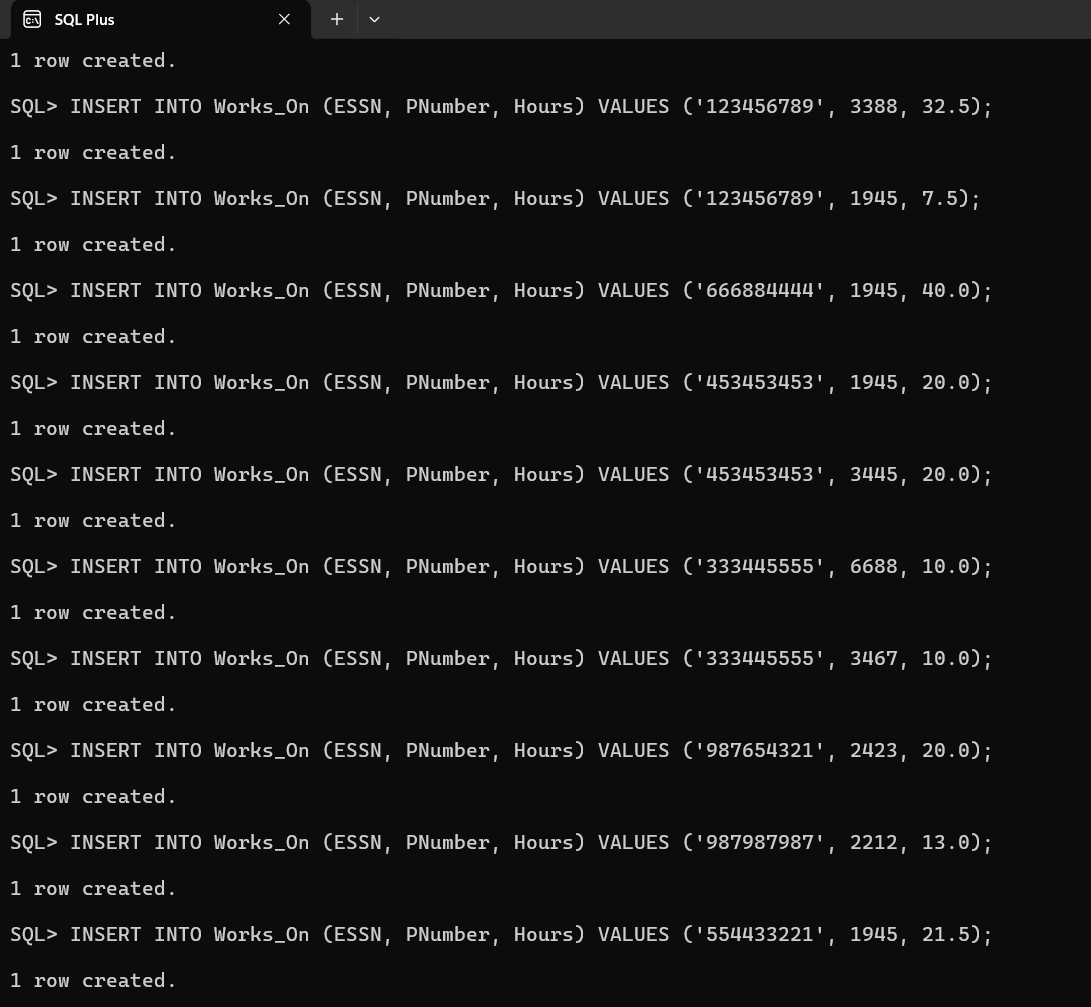 SQL Plus
1 row created.
SQL> INSERT INTO Works_On (ESSN, PNumber, Hours) VALUES ('123456789', 3388, 32.5);
1 row created.
SQL> INSERT INTO Works_On (ESSN, PNumber, Hours) VALUES ('123456789', 1945, 7.5);
1 row created.
SQL> INSERT INTO Works_On (ESSN, PNumber, Hours) VALUES ('666884444', 1945, 40.0);
1 row created.
SQL> INSERT INTO Works_On (ESSN, PNumber, Hours) VALUES ('453453453', 1945, 20.0);
1 row created.
SQL> INSERT INTO Works_On (ESSN, PNumber, Hours) VALUES ('453453453', 3445, 20.0);
1 row created.
SQL> INSERT INTO Works_On (ESSN, PNumber, Hours) VALUES ('333445555', 6688, 10.0);
1 row created.
SQL> INSERT INTO Works_On (ESSN, PNumber, Hours) VALUES ('333445555', 3467, 10.0);
1 row created.
SQL> INSERT INTO Works_On (ESSN, PNumber, Hours) VALUES ('987654321', 2423, 20.0);
1 row created.
SQL> INSERT INTO Works_On (ESSN, PNumber, Hours) VALUES ('987987987', 2212, 13.0);
1 row created.
SQL> INSERT INTO Works_On (ESSN, PNumber, Hours) VALUES ('554433221', 1945, 21.5);
1 row created.